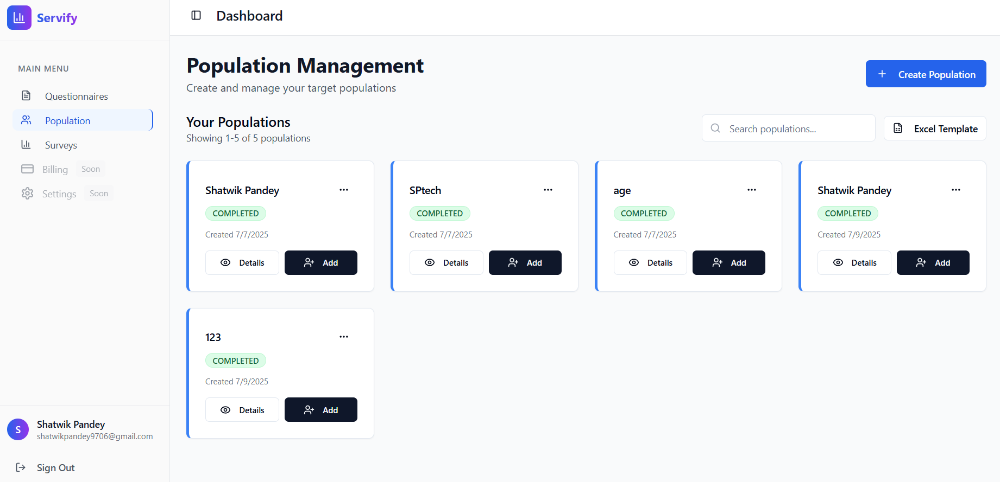 Servify
Dashboard
MAIN MENU
Questionnaires
Population
Surveys
Billing Soon
Settings Soon
Shatwik Pandey
S
shatwikpandey9706@gmail.com
Sign Out
Population Management
Create and manage your target populations
+ Create Population
Your Populations
Showing 1-5 of 5 populations
Search populations...
Excel Template
Shatwik Pandey ...
COMPLETED
Created 7/7/2025
Details Add
SPtech ...
COMPLETED
Created 7/7/2025
Details Add
age ...
COMPLETED
Created 7/7/2025
Details Add
Shatwik Pandey ...
COMPLETED
Created 7/9/2025
Details Add
123 ...
COMPLETED
Created 7/9/2025
Details Add